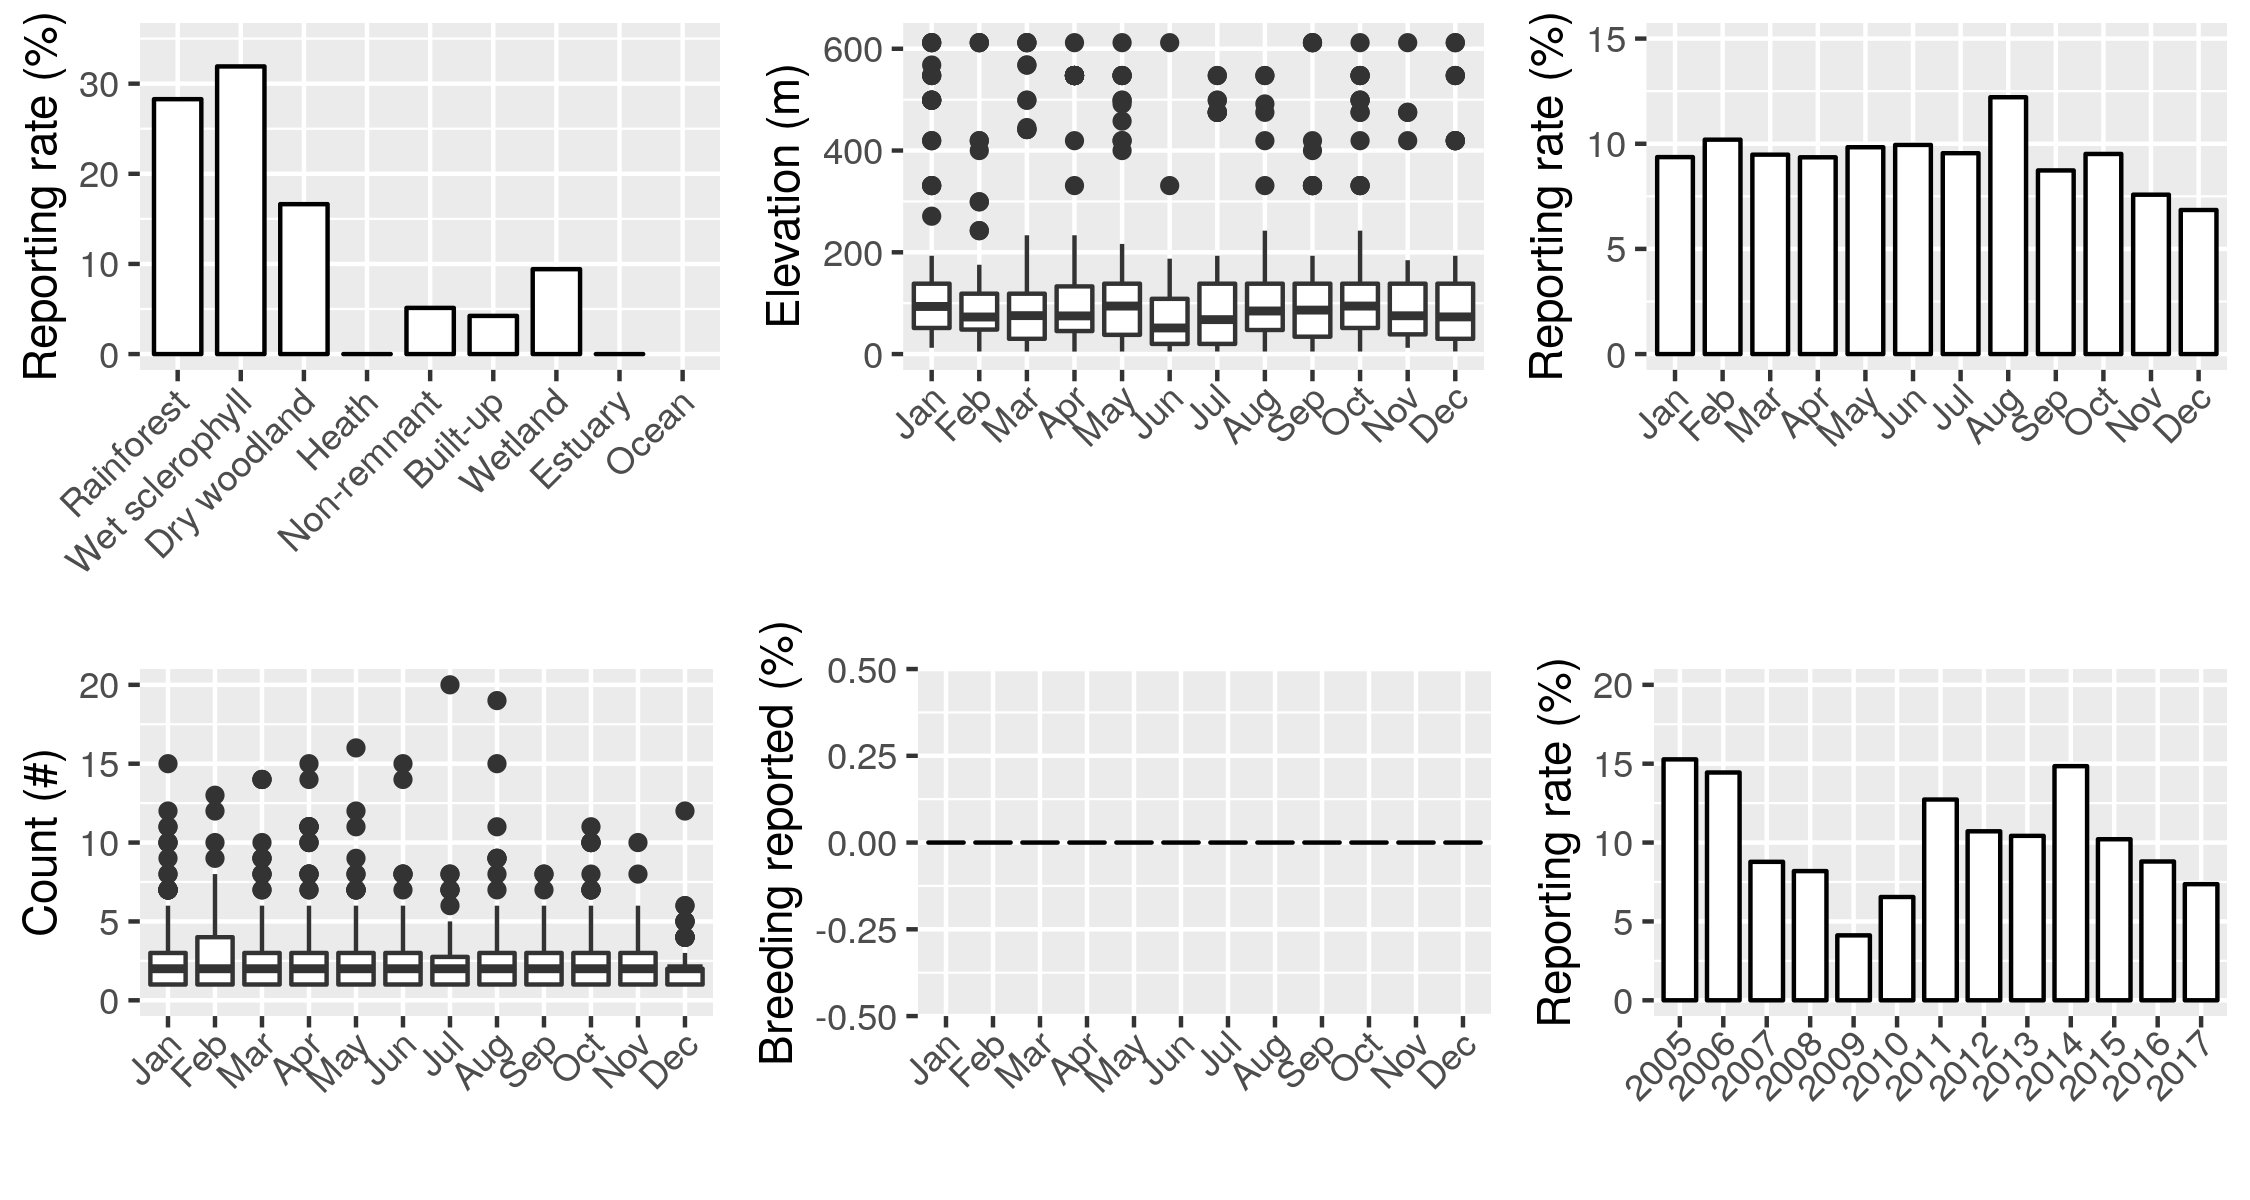 Reporting rate (%)
30
20
10
0
Rainforest
Wet sclerophyll
Dry woodland
Heath
Non-remnant
Built-up
Wetland
Estuary
Ocean
Elevation (m)
600
400
200
0
Jan
Feb
Mar
Apr
May
Jun
Jul
Aug
Sep
Oct
Nov
Dec
Reporting rate (%)
15
10
5
0
Jan
Feb
Mar
Apr
May
Jun
Jul
Aug
Sep
Oct
Nov
Dec
Count (#)
20
15
10
5
0
Jan
Feb
Mar
Apr
May
Jun
Jul
Aug
Sep
Oct
Nov
Dec
Breeding reported (%)
0.50
0.25
0.00
-0.25
-0.50
Jan
Feb
Mar
Apr
May
Jun
Jul
Aug
Sep
Oct
Nov
Dec
Reporting rate (%)
20
15
10
5
0
2005
2006
2007
2008
2009
2010
2011
2012
2013
2014
2015
2016
2017